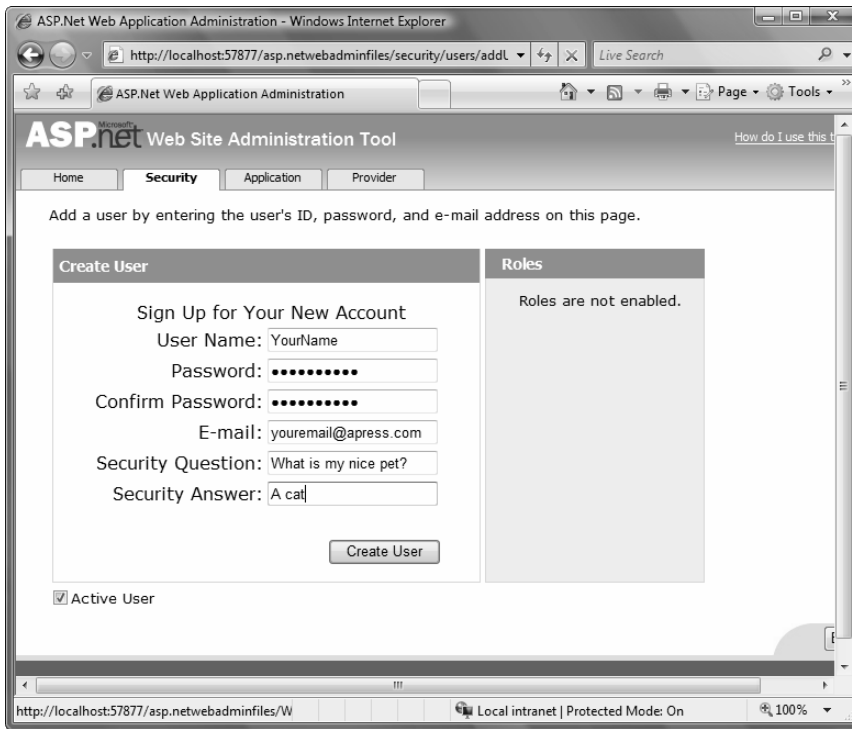 ASP.Net Web Application Administration - Windows Internet Explorer
http://localhost:57877/asp.netwebadminfiles/security/users/addU
Live Search
ASP.Net Web Application Administration
Page
Tools
Microsoft
ASP.net Web Site Administration Tool
How do I use this t
Home
Security
Application
Provider
Add a user by entering the user's ID, password, and e-mail address on this page.
Create User
Sign Up for Your New Account
User Name: YourName
Password: ••••••••••
Confirm Password: ••••••••••
E-mail: youremail@apress.com
Security Question: What is my nice pet?
Security Answer: A cat
Create User
Roles
Roles are not enabled.
Active User
http://localhost:57877/asp.netwebadminfiles/W
Local intranet | Protected Mode: On
100%